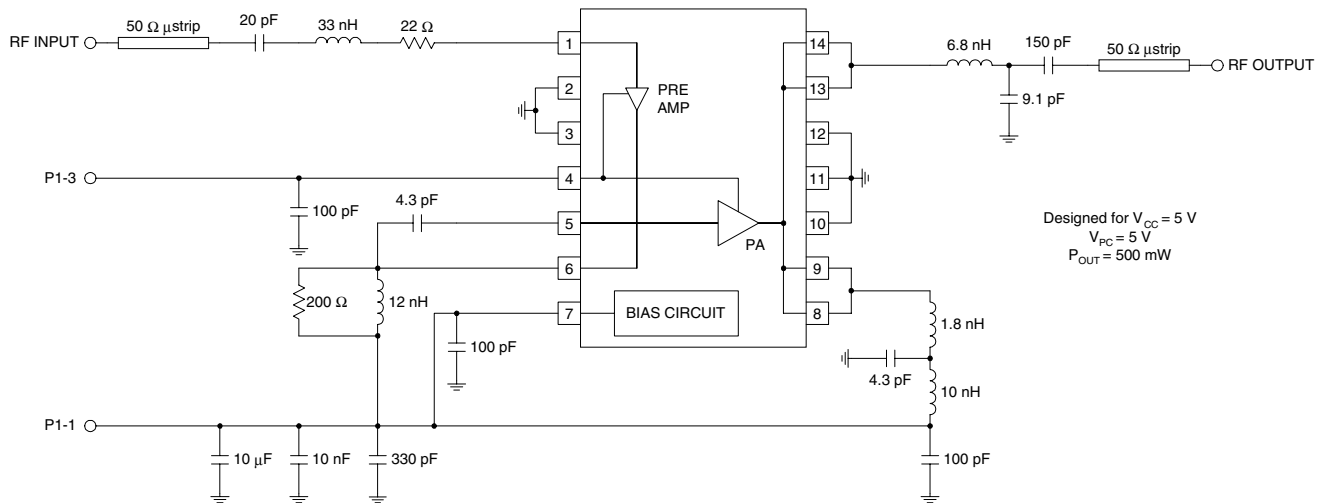 50 Ω μstrip
20 pF
33 nH
22 Ω
RF INPUT
1
14
6.8 nH
150 pF
50 Ω μstrip
RF OUTPUT
2
PRE
AMP
13
9.1 pF
3
12
P1-3
4
11
100 pF
4.3 pF
5
PA
10
Designed for VCC = 5 V
VPC = 5 V
POUT = 500 mW
6
9
200 Ω
12 nH
7
BIAS CIRCUIT
8
1.8 nH
100 pF
4.3 pF
10 nH
P1-1
10 μF
10 nF
330 pF
100 pF